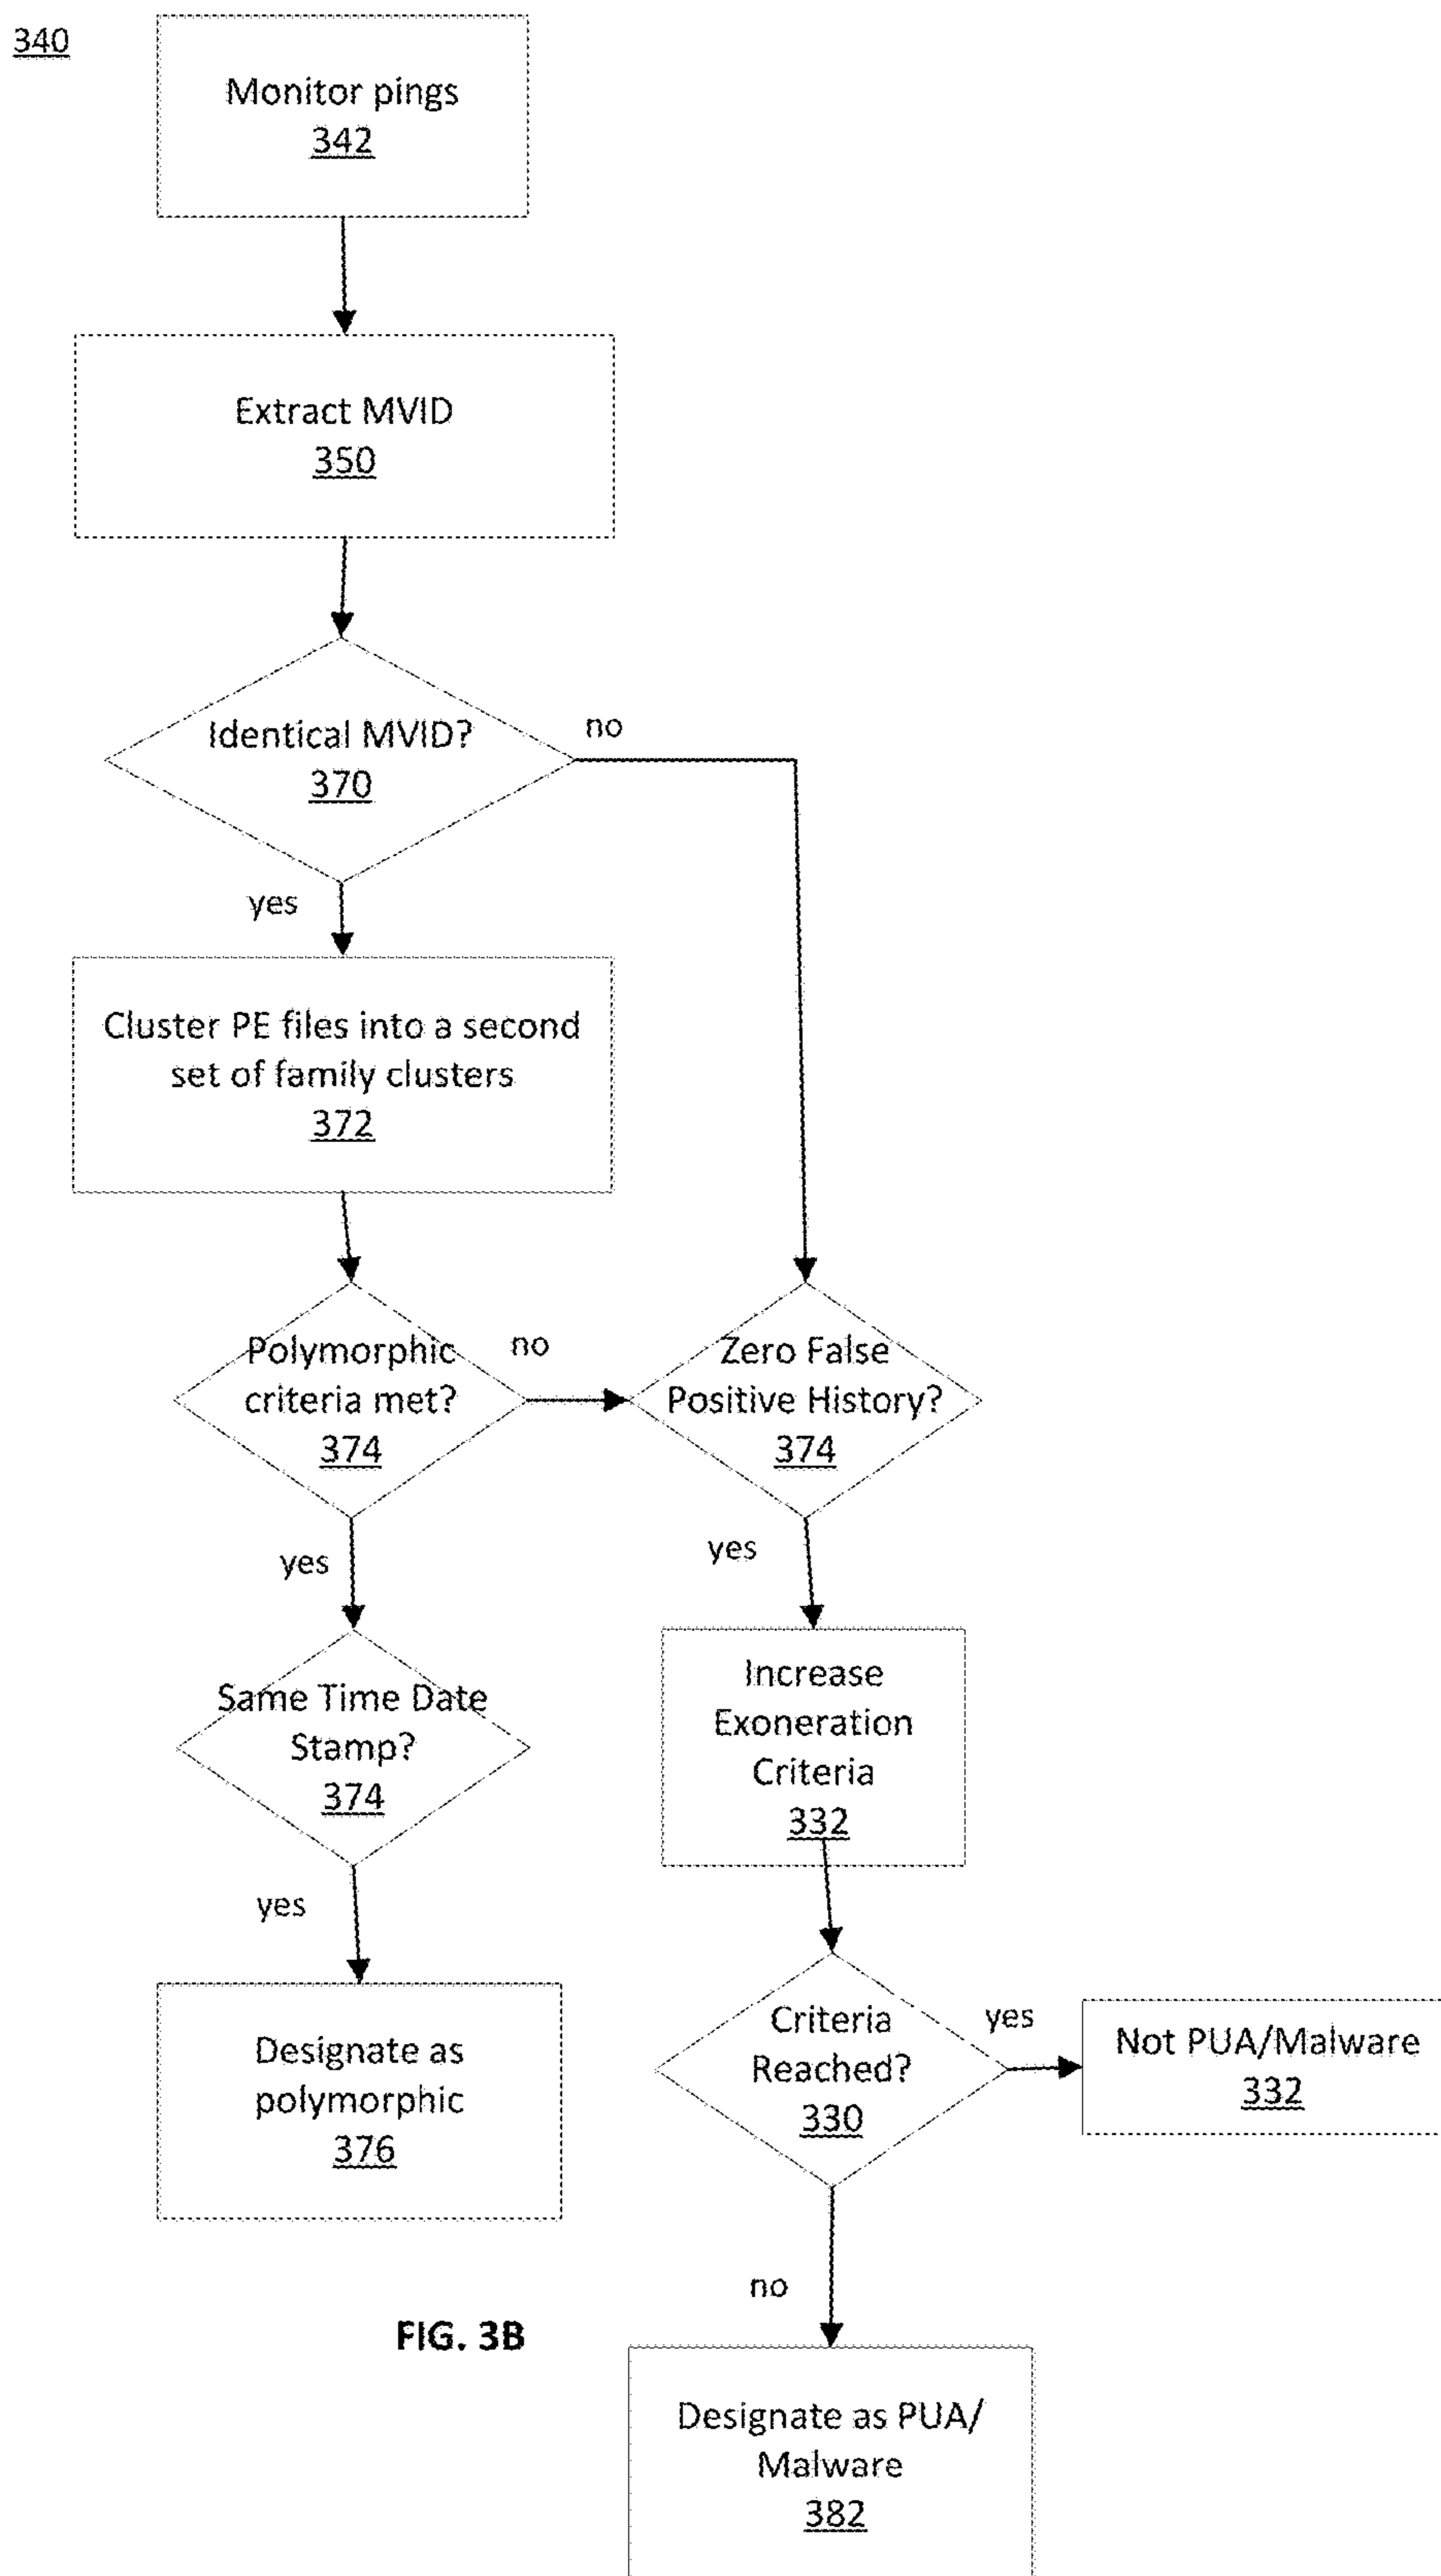 340
Monitor pings
342
Extract MVID
350
Identical MVID?
370
no
yes
Cluster PE files into a second
set of family clusters
372
Polymorphic
criteria met?
374
no
Zero False
Positive History?
374
yes
yes
Same Time Date
Stamp?
374
Increase
Exoneration
Criteria
332
yes
Designate as
polymorphic
376
Criteria
Reached?
330
yes
Not PUA/Malware
332
no
FIG. 3B
Designate as PUA/
Malware
382